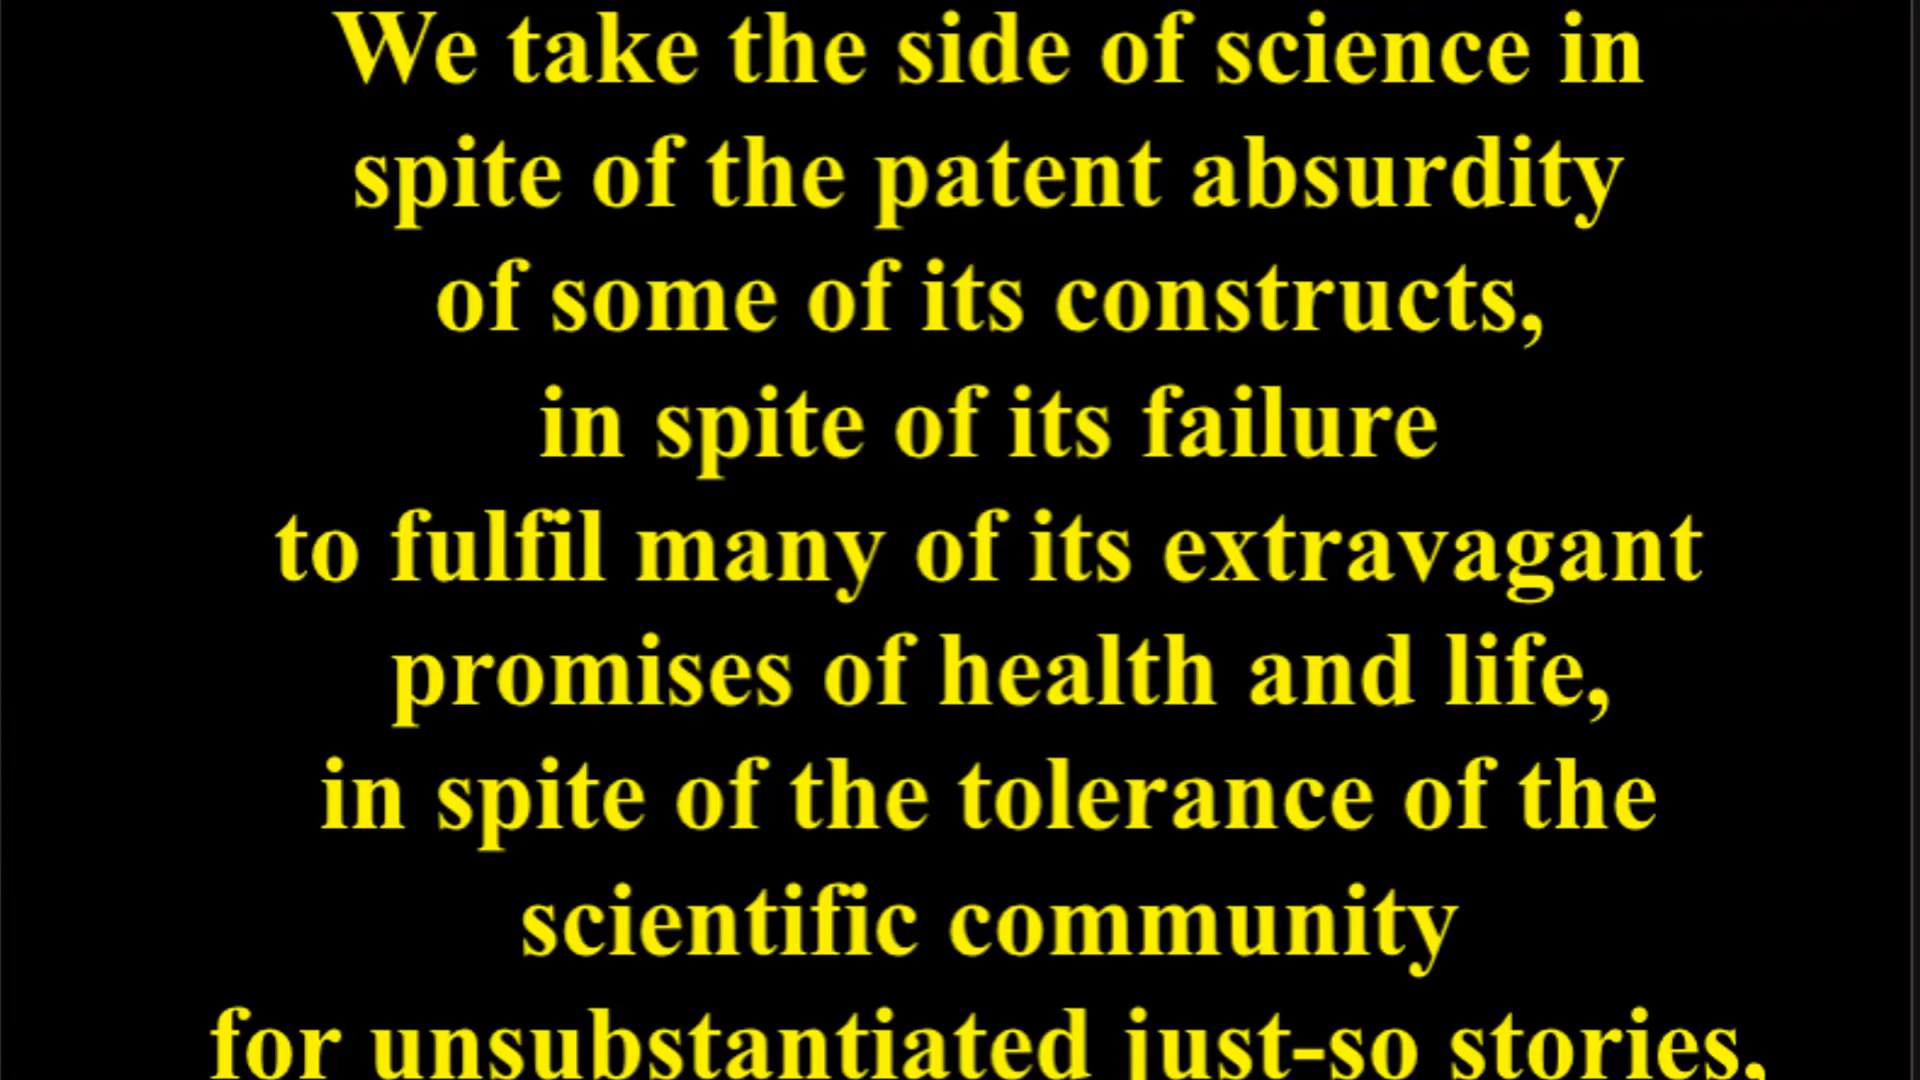 We take the side of science in
spite of the patent absurdity
of some of its constructs,
in spite of its failure
to fulfil many of its extravagant
promises of health and life,
in spite of the tolerance of the
scientific community
for unsubstantiated just-so stories,